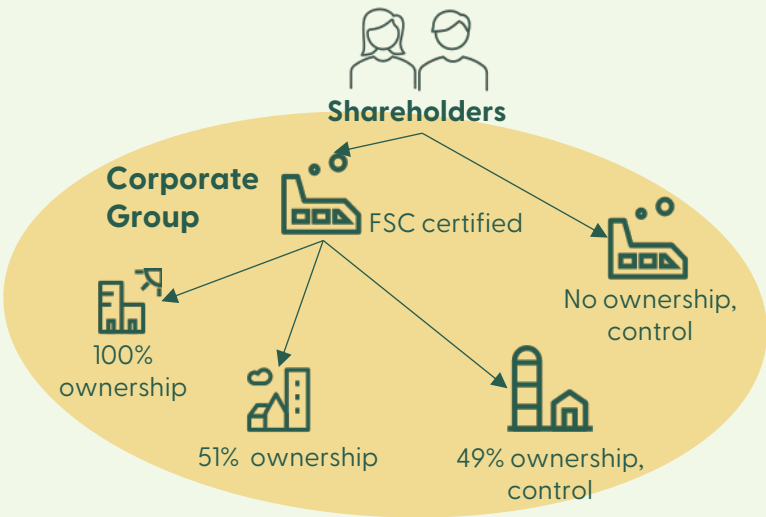 Shareholders
Corporate
Group
FSC certified
No ownership,
control
100%
ownership
51% ownership
49% ownership,
control